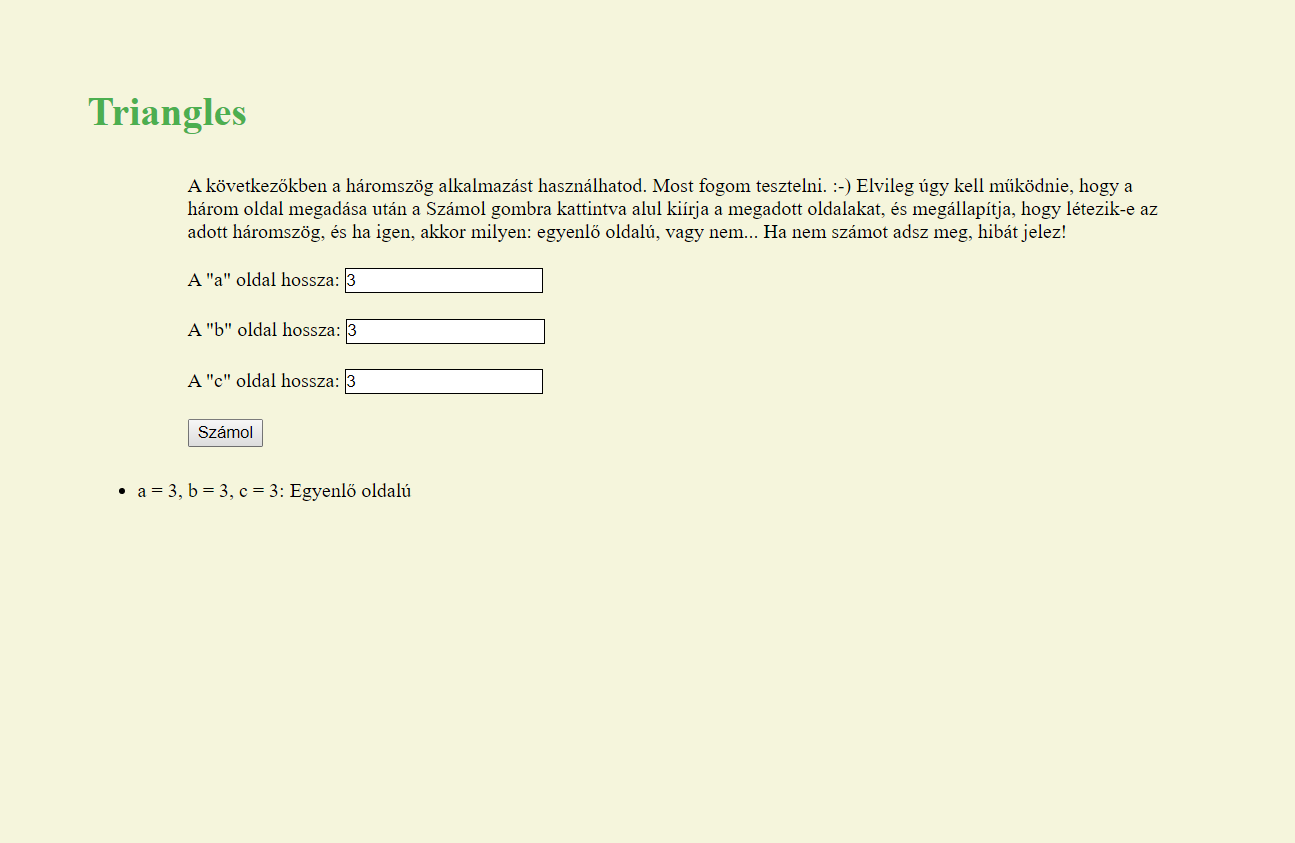 Triangles
A következőkben a háromszög alkalmazást használhatod. Most fogom tesztelni. :-) Elvileg úgy kell működnie, hogy a
három oldal megadása után a Számol gombra kattintva alul kiírja a megadott oldalakat, és megállapítja, hogy létezik-e az
adott háromszög, és ha igen, akkor milyen: egyenlő oldalú, vagy nem... Ha nem számot adsz meg, hibát jelez!
A "a" oldal hossza: 3
A "b" oldal hossza: 3
A "c" oldal hossza: 3
Számol
• a = 3, b = 3, c = 3: Egyenlő oldalú